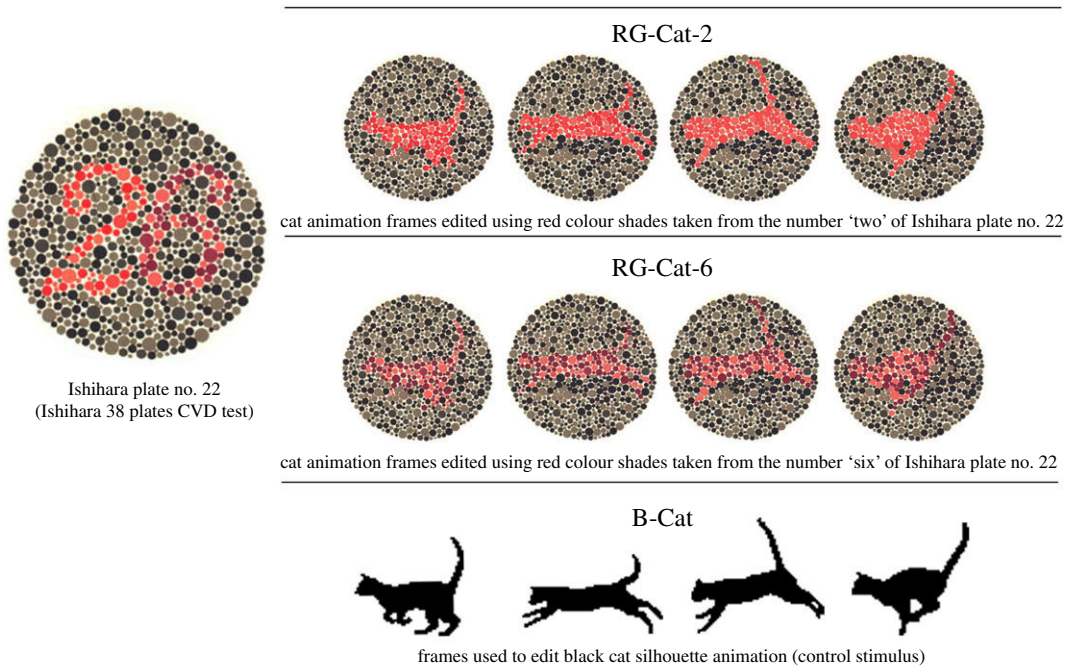 RG-Cat-2
cat animation frames edited using red colour shades taken from the number ‘two’ of Ishihara plate no. 22
26
Ishihara plate no. 22
(Ishihara 38 plates CVD test)
RG-Cat-6
cat animation frames edited using red colour shades taken from the number ‘six’ of Ishihara plate no. 22
B-Cat
frames used to edit black cat silhouette animation (control stimulus)